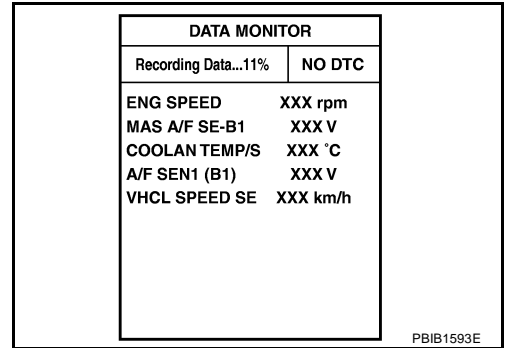 DATA MONITOR
Recording Data...11% NO DTC
ENG SPEED XXX rpm
MAS A/F SE-B1 XXX V
COOLAN TEMP/S XXX °C
A/F SEN1 (B1) XXX V
VHCL SPEED SE XXX km/h
PBIB1593E